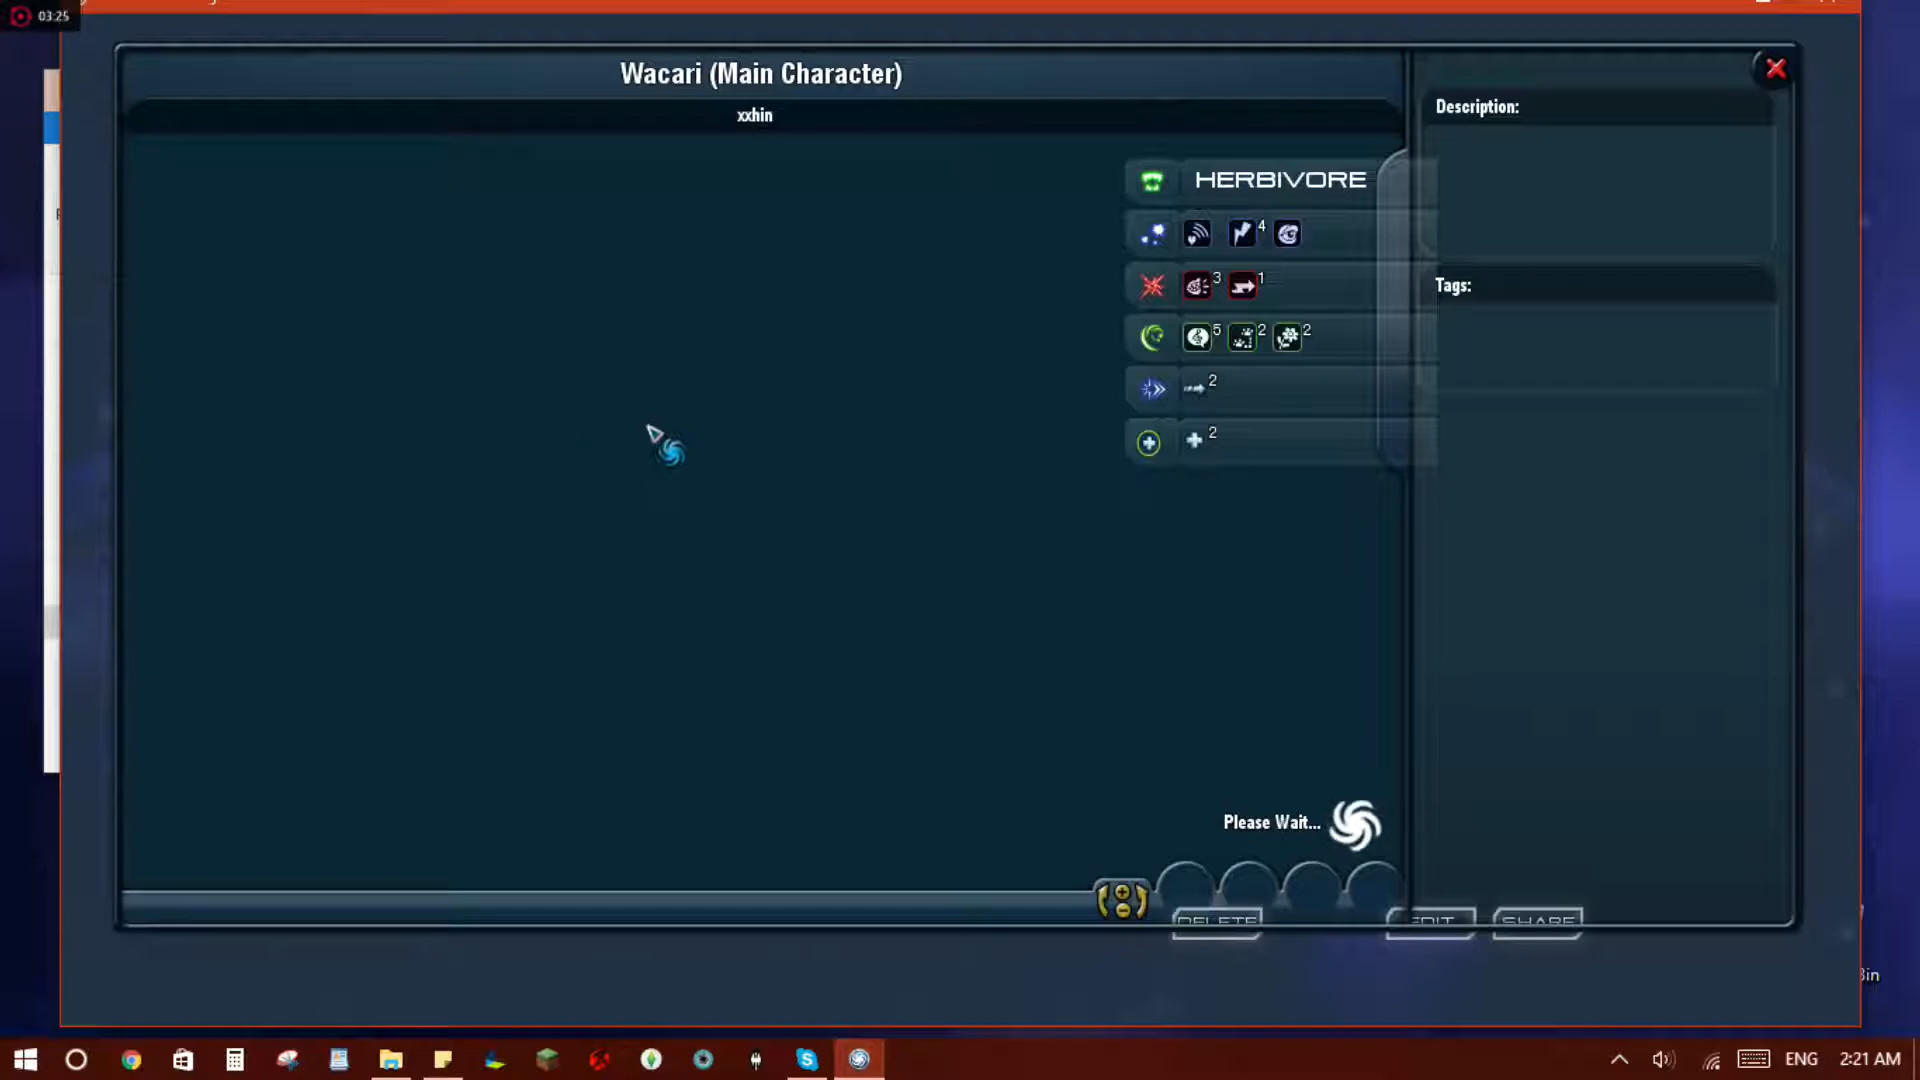 03:25
Wacari (Main Character)
xxhin
Description:
HERBIVORE
4
3
1
Tags:
5
2
2
2
2
Please Wait...
DELETE
EDIT
SHARE
ENG
2:21 AM